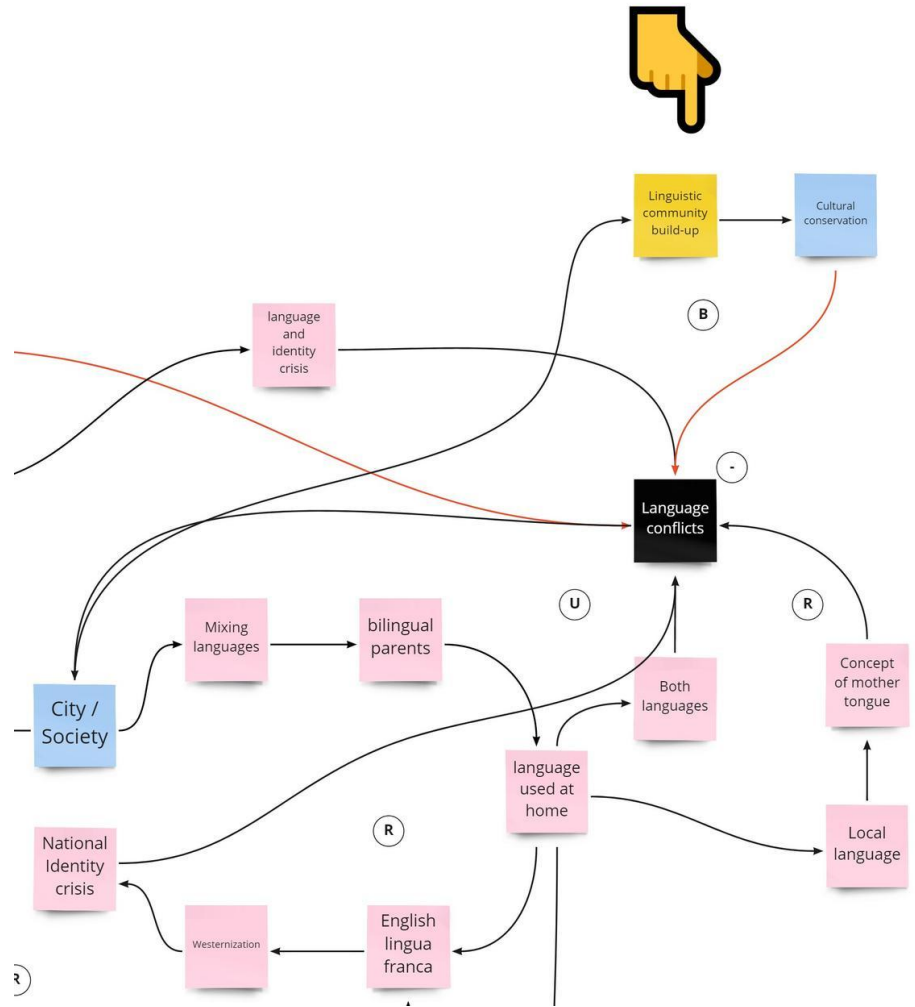 Linguistic
community
build-up
Cultural
conservation
B
language
and
identity
crisis
-
Language
conflicts
U
R
Mixing
languages
bilingual
parents
Both
languages
Concept
of mother
tongue
City /
Society
language
used at
home
R
National
Identity
crisis
Local
language
Westernization
English
lingua
franca
R